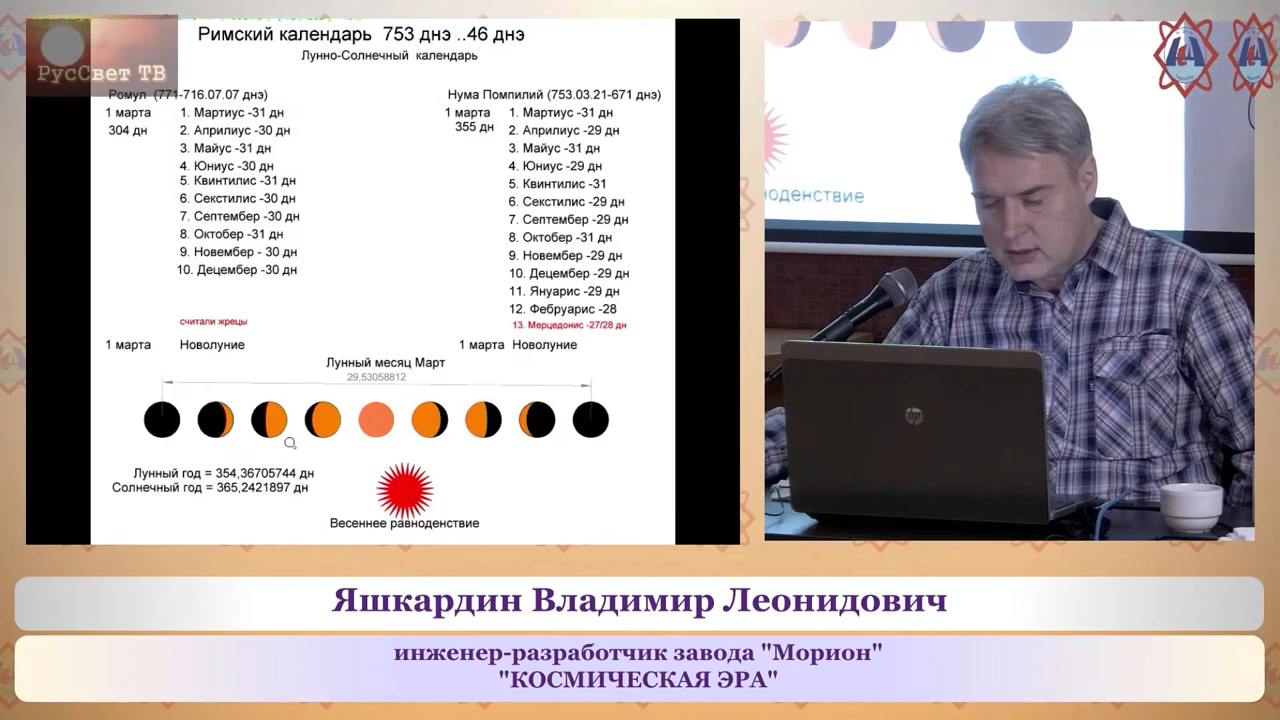 РусСвет ТВ
Римский календарь 753 днэ ..46 днэ
Лунно-Солнечный календарь
Ромул (771-716.07.07 днэ)
1 марта
304 дн
1. Мартиус -31 дн
2. Априлиус -30 дн
3. Майус -31 дн
4. Юниус -30 дн
5. Квинтилис -31 дн
6. Секстилис -30 дн
7. Септембер -30 дн
8. Октобер -31 дн
9. Новембер - 30 дн
10. Децембер -30 дн
считали жрецы
1 марта Новолуние
Нума Помпилий (753.03.21-671 днэ)
1 марта
355 дн
1. Мартиус -31 дн
2. Априлиус -29 дн
3. Майус -31 дн
4. Юниус -29 дн
5. Квинтилис -31
6. Секстилис -29 дн
7. Септембер -29 дн
8. Октобер -31 дн
9. Новембер -29 дн
10. Децембер -29 дн
11. Януарис -29 дн
12. Фебруарис -28
13. Мерцедонис -27/28 дн
1 марта Новолуние
Лунный месяц Март
29,53058812
Лунный год = 354,36705744 дн
Солнечный год = 365,2421897 дн
Весеннее равноденствие
ноденствие
hp
Яшкардин Владимир Леонидович
инженер-разработчик завода "Морион"
"КОСМИЧЕСКАЯ ЭРА"